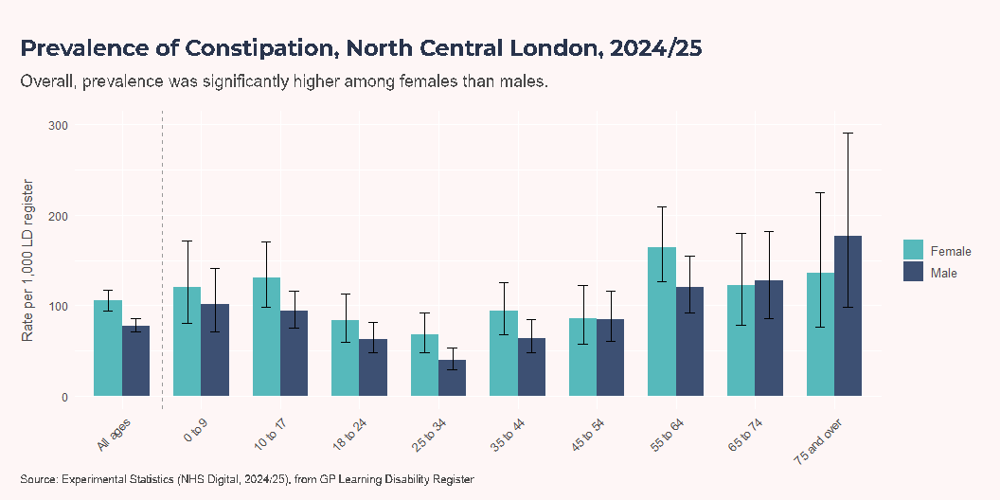 Prevalence of Constipation, North Central London, 2024/25
Overall, prevalence was significantly higher among females than males.
Rate per 1,000 LD register
300
200
100
0
All ages
0 to 9
10 to 17
18 to 24
25 to 34
35 to 44
45 to 54
55 to 64
65 to 74
75 and over
Female
Male
Source: Experimental Statistics (NHS Digital, 2024/25), from GP Learning Disability Register